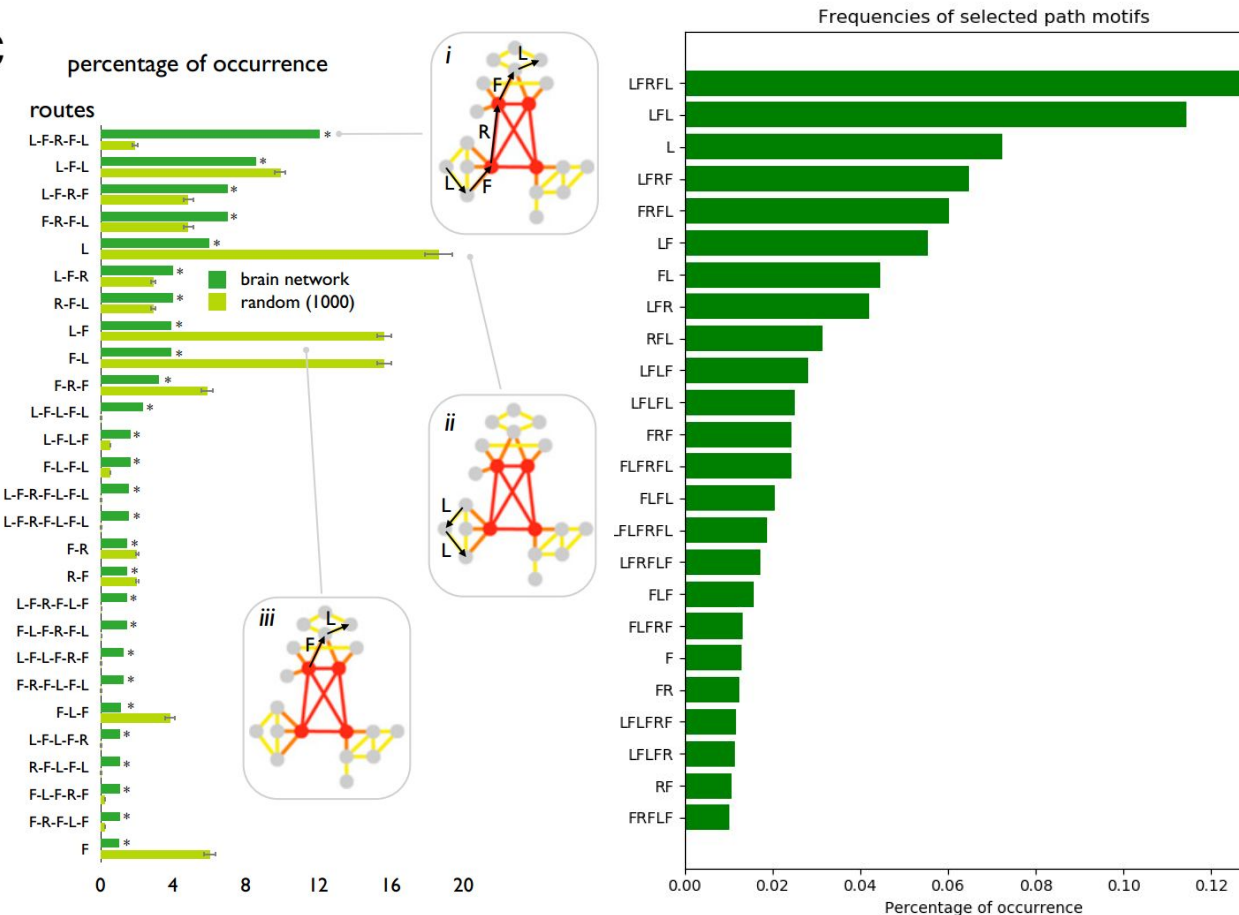 C
percentage of occurrence
routes
L-F-R-F-L
*
L-F-L
*
L-F-R-F
*
F-R-F-L
*
L
*
L-F-R
*
R-F-L
*
L-F
*
F-L
*
F-R-F
*
L-F-L-F-L
*
L-F-L-F
*
F-L-F-L
*
L-F-R-F-L-F-L
*
L-F-R-F-L-F-L
*
F-R
*
R-F
*
L-F-R-F-L-F
*
F-L-F-R-F-L
*
L-F-L-F-R-F
*
F-R-F-L-F-L
*
F-L-F
*
L-F-L-F-R
*
R-F-L-F-L
*
F-L-F-R-F
*
F-R-F-L-F
*
F
*
0 4 8 12 16 20
brain network
random (1000)
i
L
F
R
L
F
ii
L
L
iii
L
F
Frequencies of selected path motifs
LFRFL
LFL
L
LFRF
FRFL
LF
FL
LFR
RFL
LFLF
LFLFL
FRF
FLFRFL
FLFL
FLFRFL
LFRFLF
FLF
FLFRF
F
FR
LFLFRF
LFLFR
RF
FRFLF
0.00 0.02 0.04 0.06 0.08 0.10 0.12
Percentage of occurrence